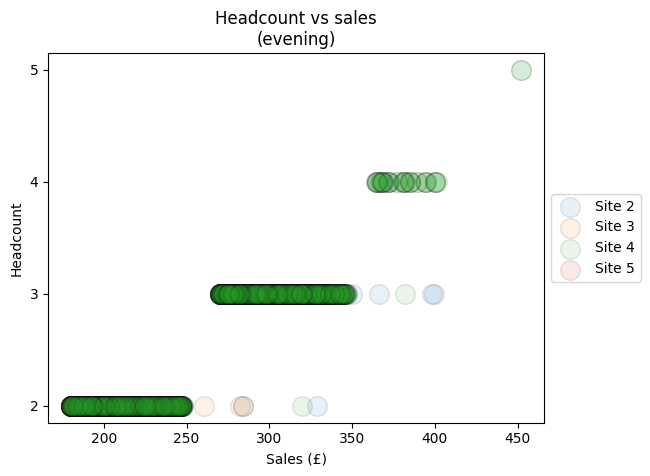 Headcount vs sales
(evening)
5
4
3
2
Headcount
200
250
300
350
400
450
Sales (£)
Site 2
Site 3
Site 4
Site 5